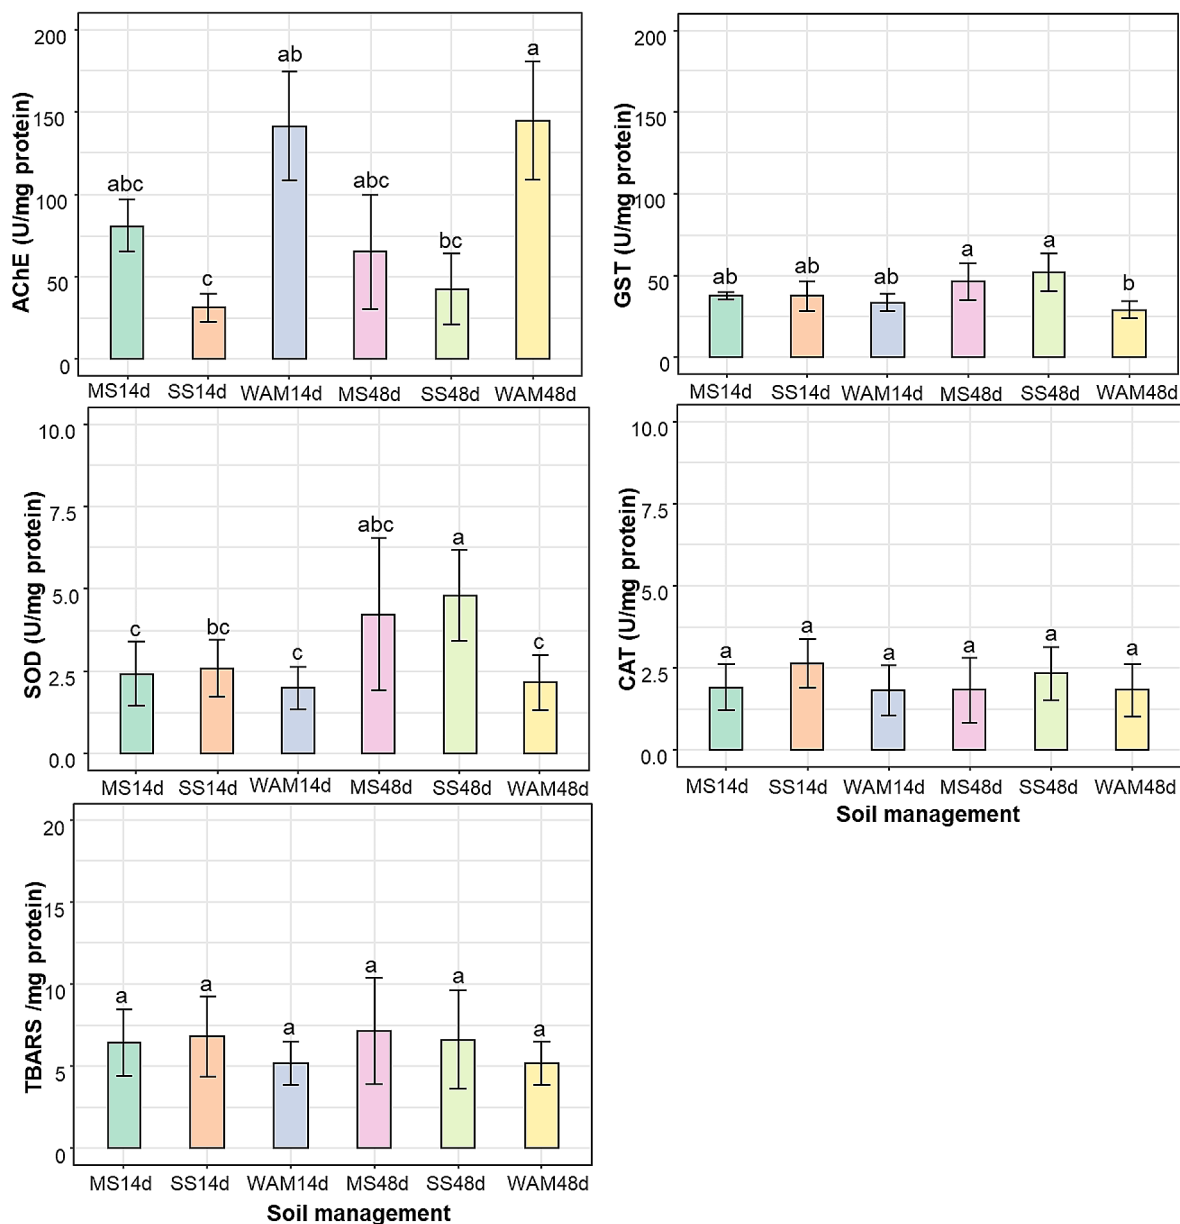 AChE (U/mg protein)
200
150
100
50
0
abc
c
ab
abc
bc
a
MS14d SS14d WAM14d MS48d SS48d WAM48d
GST (U/mg protein)
200
150
100
50
0
ab
ab
ab
a
a
b
MS14d SS14d WAM14d MS48d SS48d WAM48d
SOD (U/mg protein)
10.0
7.5
5.0
2.5
0.0
c
bc
c
abc
a
c
MS14d SS14d WAM14d MS48d SS48d WAM48d
CAT (U/mg protein)
10.0
7.5
5.0
2.5
0.0
a
a
a
a
a
a
MS14d SS14d WAM14d MS48d SS48d WAM48d
Soil management
TBARS /mg protein)
20
15
10
5
0
a
a
a
a
a
a
MS14d SS14d WAM14d MS48d SS48d WAM48d
Soil management